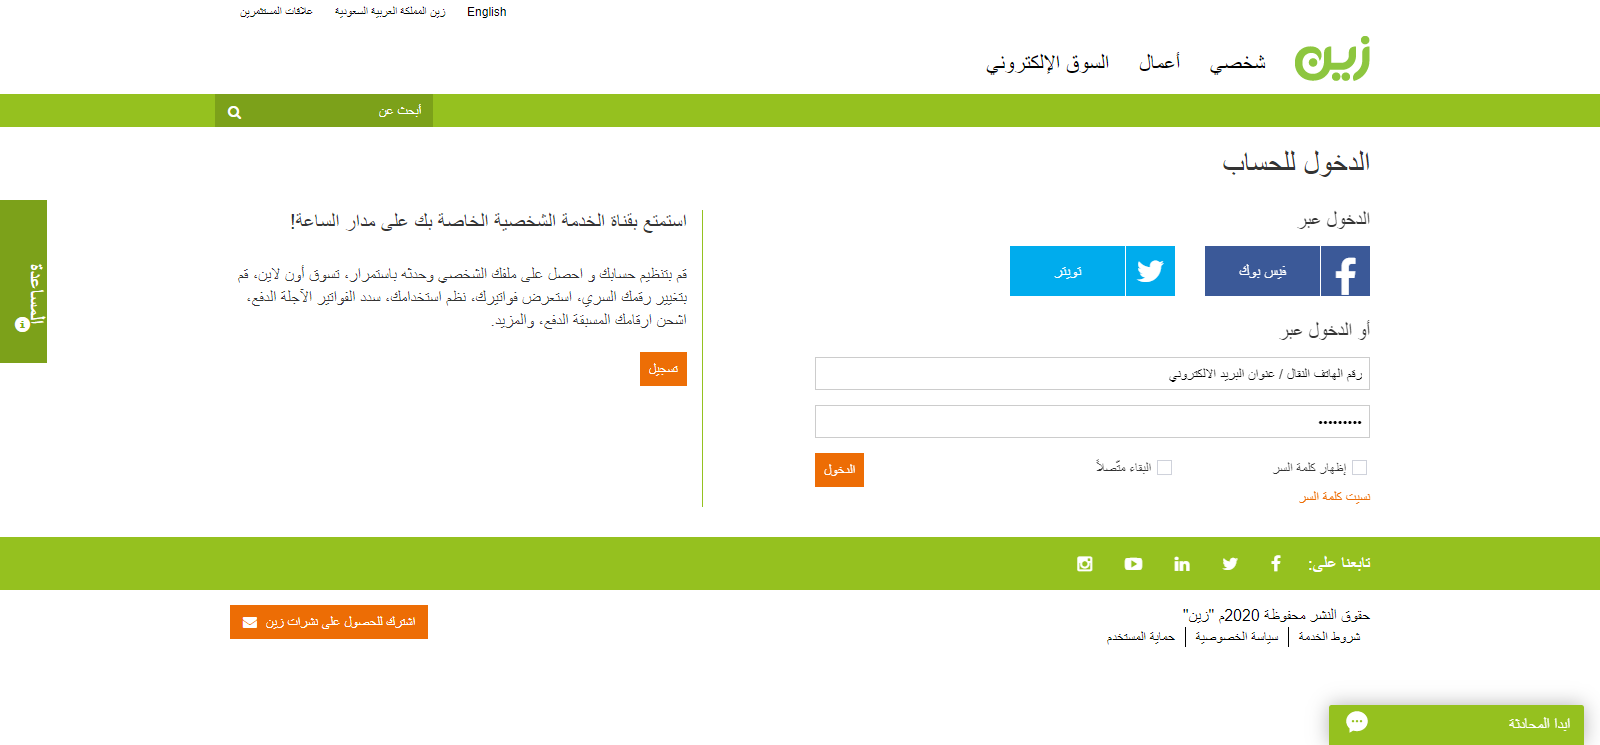 English
زين المملكة العربية السعودية
علاقات المستثمرين
زين
شخصي
أعمال
السوق الإلكتروني
أبحث عن
الدخول للحساب
الدخول عبر
فيس بوك
تويتر
أو الدخول عبر
رقم الهاتف النقال / عنوان البريد الالكتروني
•••••••••
إظهار كلمة السر
البقاء متّصلاً
الدخول
نسيت كلمة السر
استمتع بقناة الخدمة الشخصية الخاصة بك على مدار الساعة!
قم بتنظيم حسابك و احصل على ملفك الشخصي وحدثه باستمرار، تسوق أون لاين، قم
بتغيير رقمك السري، استعرض فواتيرك، نظم استخدامك، سدد الفواتير الآجلة الدفع،
اشحن ارقامك المسبقة الدفع، والمزيد.
تسجيل
المساعدة
تابعنا على:
حقوق النشر محفوظة 2020م "زين"
شروط الخدمة
سياسة الخصوصية
حماية المستخدم
اشترك للحصول على نشرات زين
ابدا المحادثة